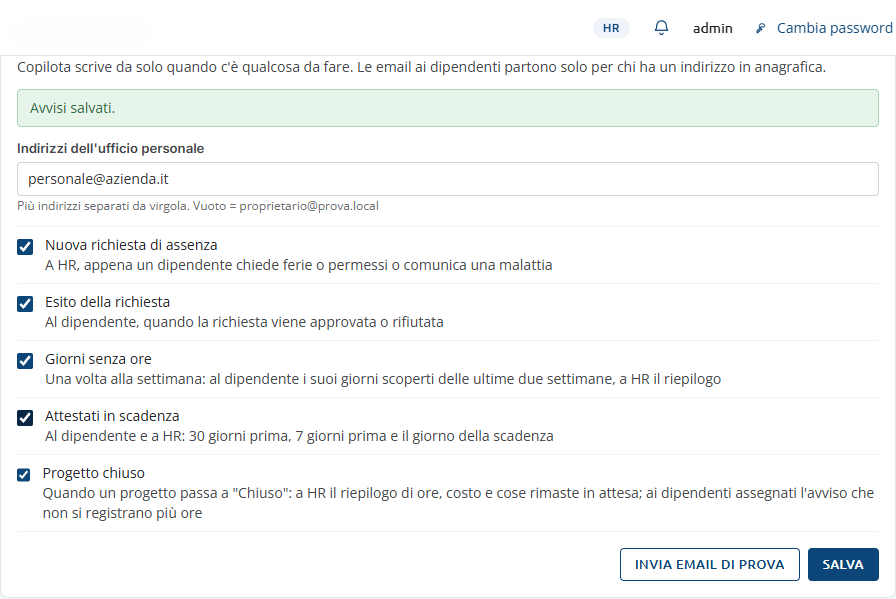 HR
admin
Cambia password
Copilota scrive da solo quando c'è qualcosa da fare. Le email ai dipendenti partono solo per chi ha un indirizzo in anagrafica.
Avvisi salvati.
Indirizzi dell'ufficio personale
personale@azienda.it
Più indirizzi separati da virgola. Vuoto = proprietario@prova.local
Nuova richiesta di assenza
A HR, appena un dipendente chiede ferie o permessi o comunica una malattia
Esito della richiesta
Al dipendente, quando la richiesta viene approvata o rifiutata
Giorni senza ore
Una volta alla settimana: al dipendente i suoi giorni scoperti delle ultime due settimane, a HR il riepilogo
Attestati in scadenza
Al dipendente e a HR: 30 giorni prima, 7 giorni prima e il giorno della scadenza
Progetto chiuso
Quando un progetto passa a "Chiuso": a HR il riepilogo di ore, costo e cose rimaste in attesa; ai dipendenti assegnati l'avviso che
non si registrano più ore
INVIA EMAIL DI PROVA
SALVA